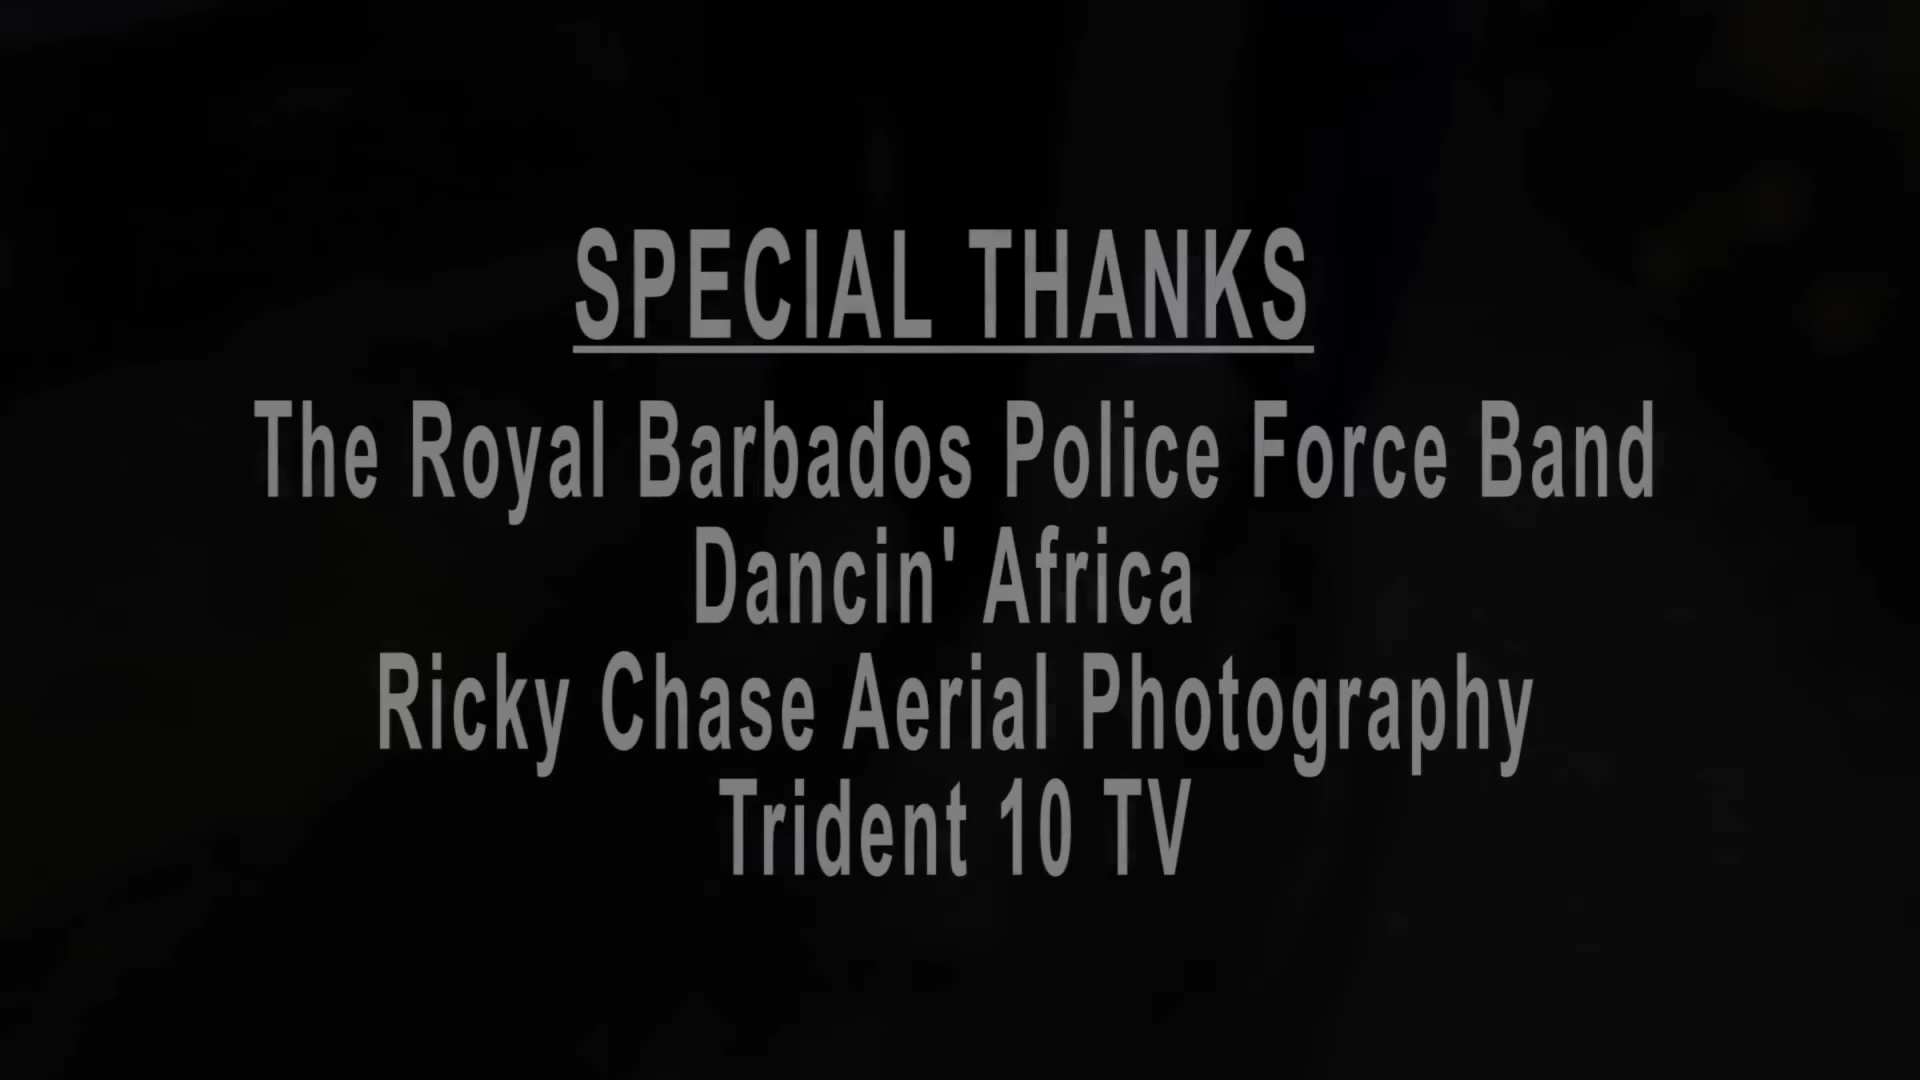 SPECIAL THANKS
The Royal Barbados Police Force Band
Dancin' Africa
Ricky Chase Aerial Photography
Trident 10 TV